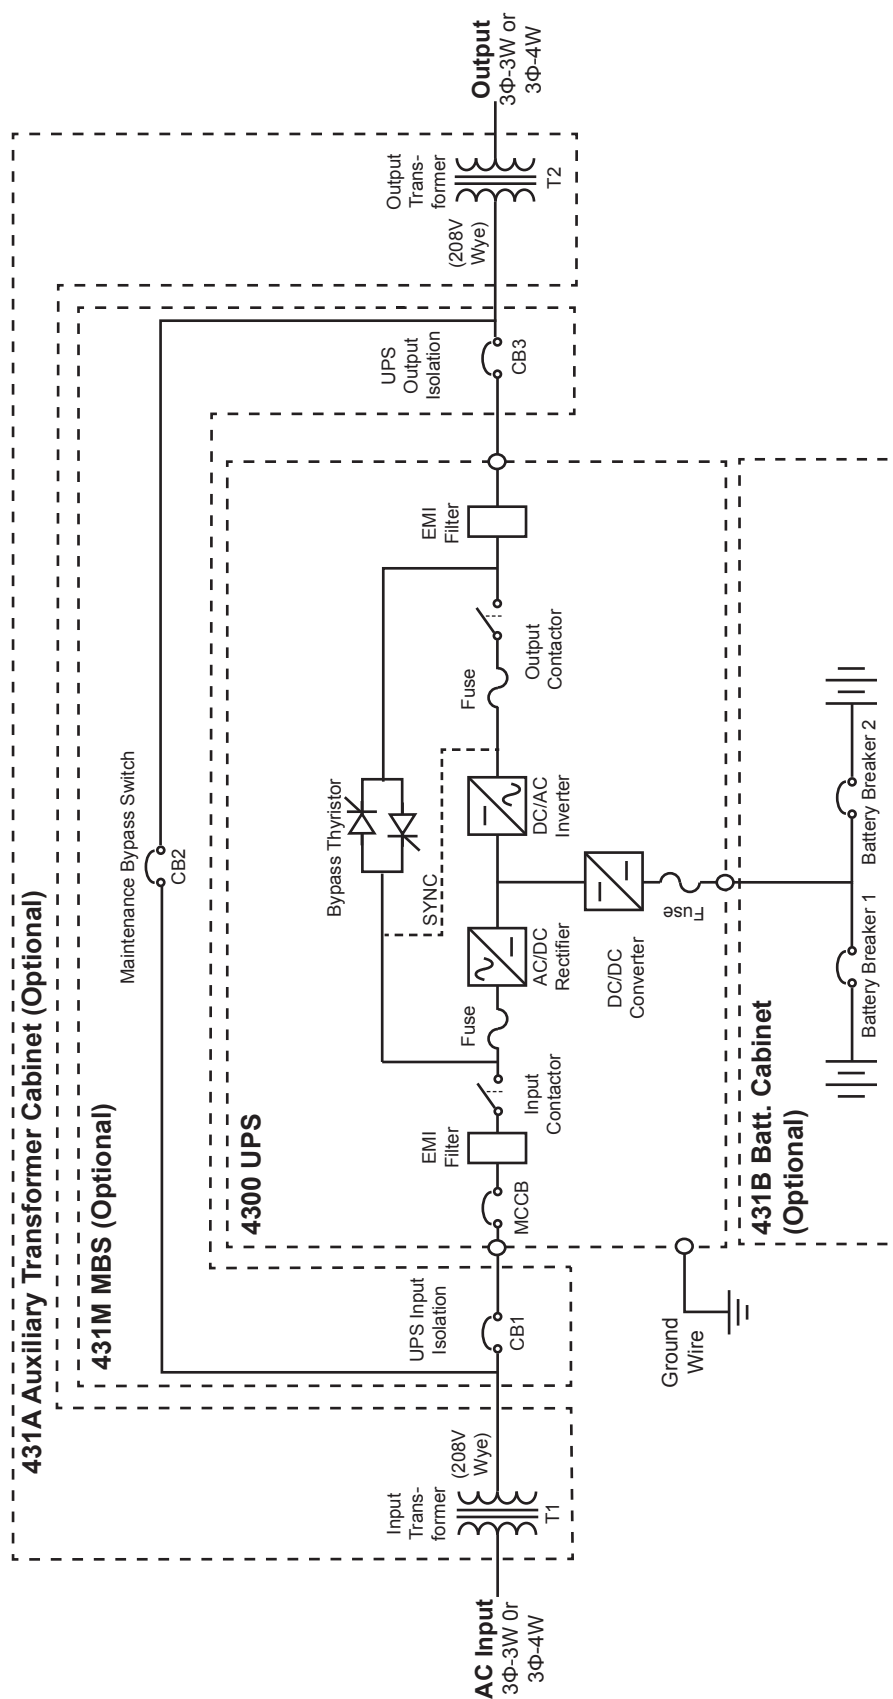 431A Auxiliary Transformer Cabinet (Optional)
431M MBS (Optional)
Maintenance Bypass Switch
CB2
AC Input
3Φ-3W 0r
3Φ-4W
Input
Trans-
former
T1
(208V
Wye)
UPS Input
Isolation
CB1
4300 UPS
MCCB
EMI
Filter
Input
Contactor
Fuse
AC/DC
Rectifier
SYNC
Bypass Thyristor
DC/AC
Inverter
Fuse
Output
Contactor
EMI
Filter
UPS
Output
Isolation
CB3
(208V
Wye)
Output
Trans-
former
T2
Output
3Φ-3W or
3Φ-4W
DC/DC
Converter
Fuse
Ground
Wire
431B Batt. Cabinet
(Optional)
Battery Breaker 1
Battery Breaker 2